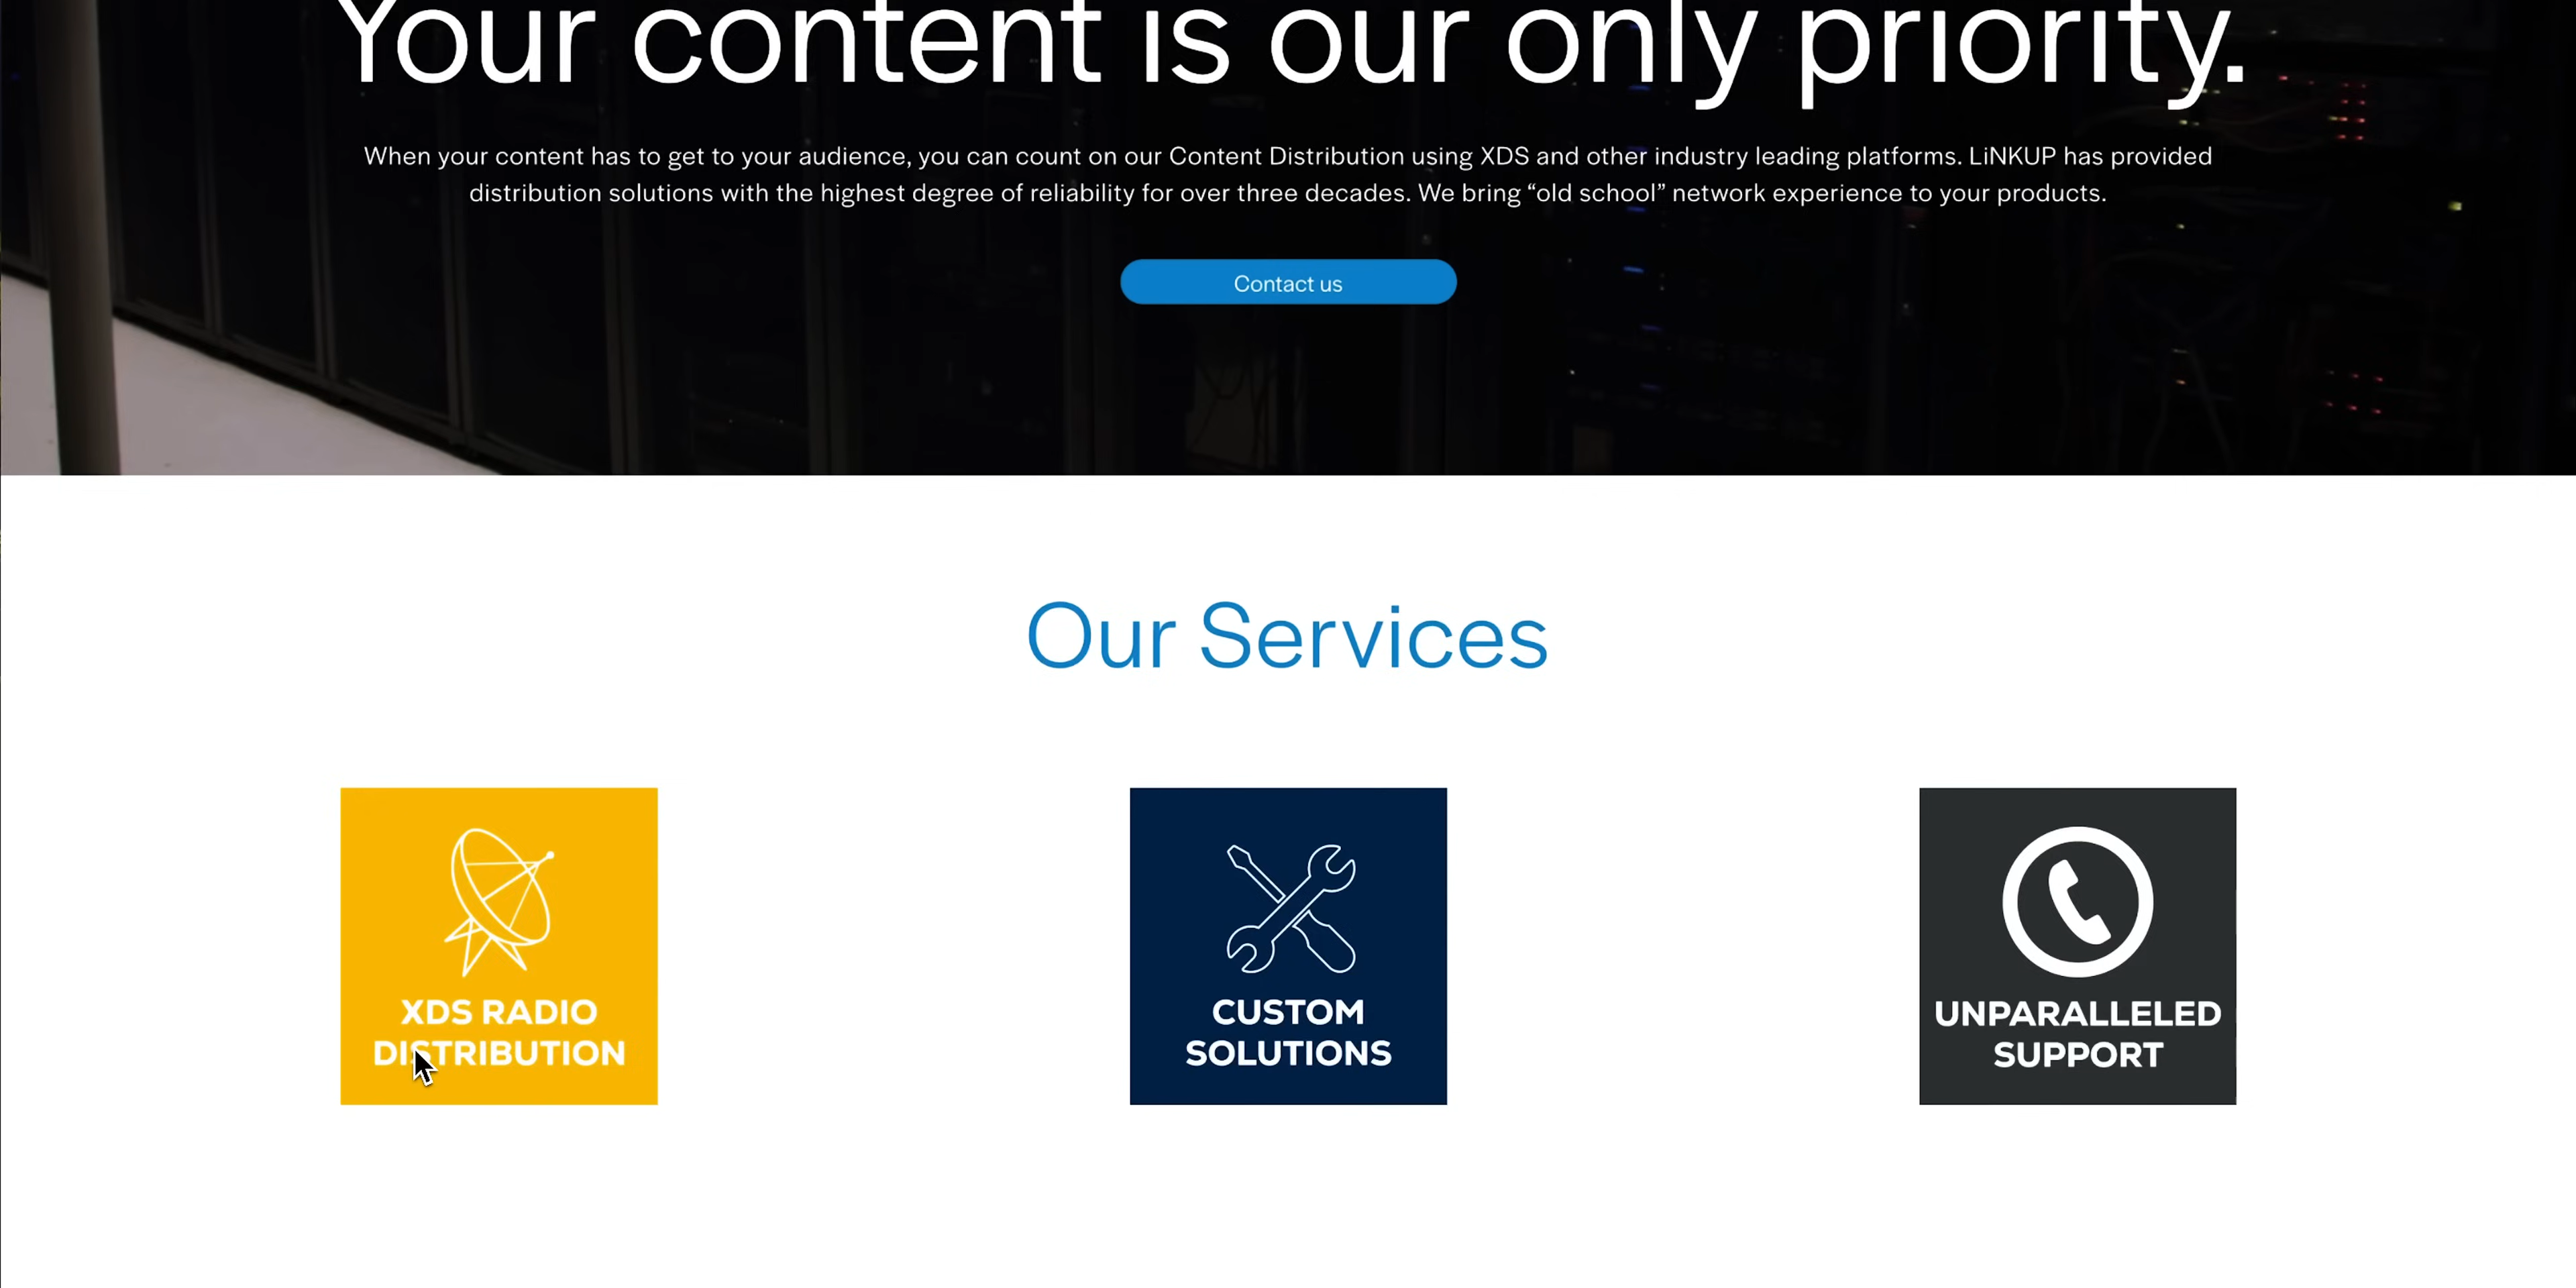 Your content is our only priority.
When your content has to get to your audience, you can count on our Content Distribution using XDS and other industry leading platforms. LiNKUP has provided
distribution solutions with the highest degree of reliability for over three decades. We bring “old school” network experience to your products.
Contact us
Our Services
XDS RADIO
DISTRIBUTION
CUSTOM
SOLUTIONS
UNPARALLELED
SUPPORT